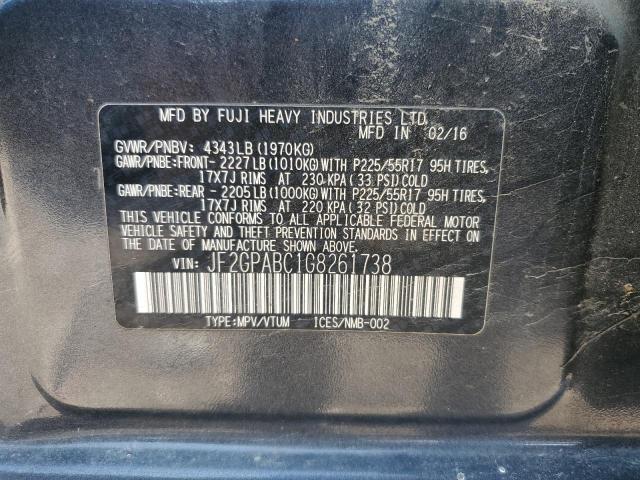 MFD BY FUJI HEAVY INDUSTRIES LTD.
MFD IN 02/16
GVWR/PNBV: 4343LB(1970KG)
GAWR/PNBE:FRONT- 2227LB(1010KG)WITH P225/55R17 95H TIRES,
17X7J RIMS AT 230 KPA(33 PSI)COLD
GAWR/PNBE:REAR - 2205LB(1000KG)WITH P225/55R17 95H TIRES,
17X7J RIMS AT 220 KPA(32 PSI)COLD
THIS VEHICLE CONFORMS TO ALL APPLICABLE FEDERAL MOTOR
VEHICLE SAFETY AND THEFT PREVENTION STANDARDS IN EFFECT ON
THE DATE OF MANUFACTURE SHOWN ABOVE.
VIN: JF2GPABC1G8261738
TYPE:MPV/VTUM ICES/NMB-002